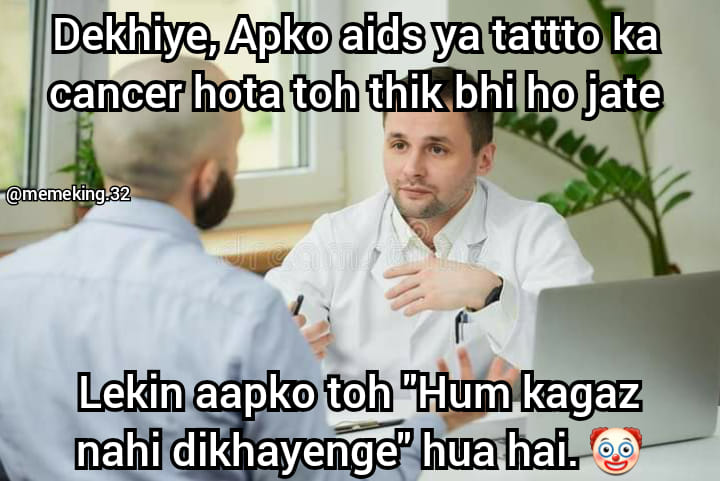 Dekhiye, Apko aids ya tattto ka
cancer hota toh thik bhi ho jate
@memeking.32
dreamstime
Lekin aapko toh "Hum kagaz
nahi dikhayenge" hua hai. 🤡